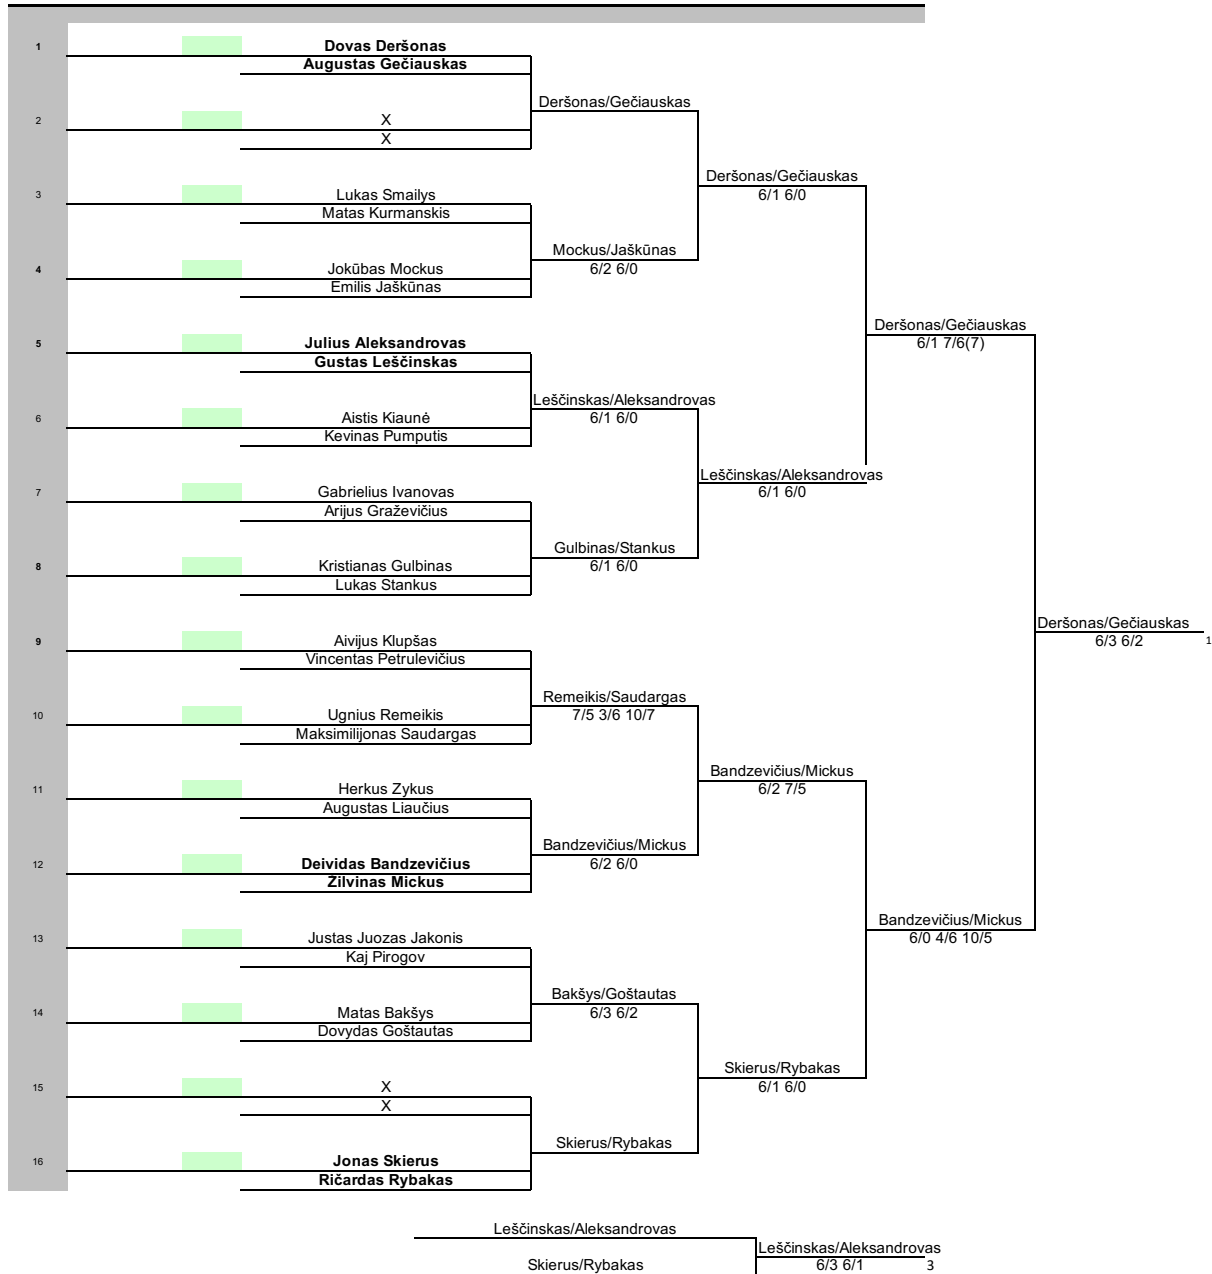 1
Dovas Deršonas
Augustas Gečiauskas
Deršonas/Gečiauskas
2
X
X
Deršonas/Gečiauskas
6/1 6/0
3
Lukas Smailys
Matas Kurmanskis
Mockus/Jaškūnas
6/2 6/0
4
Jokūbas Mockus
Emilis Jaškūnas
Deršonas/Gečiauskas
6/1 7/6(7)
5
Julius Aleksandrovas
Gustas Leščinskas
Leščinskas/Aleksandrovas
6/1 6/0
6
Aistis Kiaunė
Kevinas Pumputis
Leščinskas/Aleksandrovas
6/1 6/0
7
Gabrielius Ivanovas
Arijus Graževičius
Gulbinas/Stankus
6/1 6/0
8
Kristianas Gulbinas
Lukas Stankus
Deršonas/Gečiauskas
6/3 6/2
1
9
Aivijus Klupšas
Vincentas Petrulevičius
Remeikis/Saudargas
7/5 3/6 10/7
10
Ugnius Remeikis
Maksimilijonas Saudargas
Bandzevičius/Mickus
6/2 7/5
11
Herkus Zykus
Augustas Liaučius
Bandzevičius/Mickus
6/2 6/0
12
Deividas Bandzevičius
Žilvinas Mickus
Bandzevičius/Mickus
6/0 4/6 10/5
13
Justas Juozas Jakonis
Kaj Pirogov
Bakšys/Goštautas
6/3 6/2
14
Matas Bakšys
Dovydas Goštautas
Skierus/Rybakas
6/1 6/0
15
X
X
Skierus/Rybakas
16
Jonas Skierus
Ričardas Rybakas
Leščinskas/Aleksandrovas
Leščinskas/Aleksandrovas
Skierus/Rybakas
6/3 6/1
3